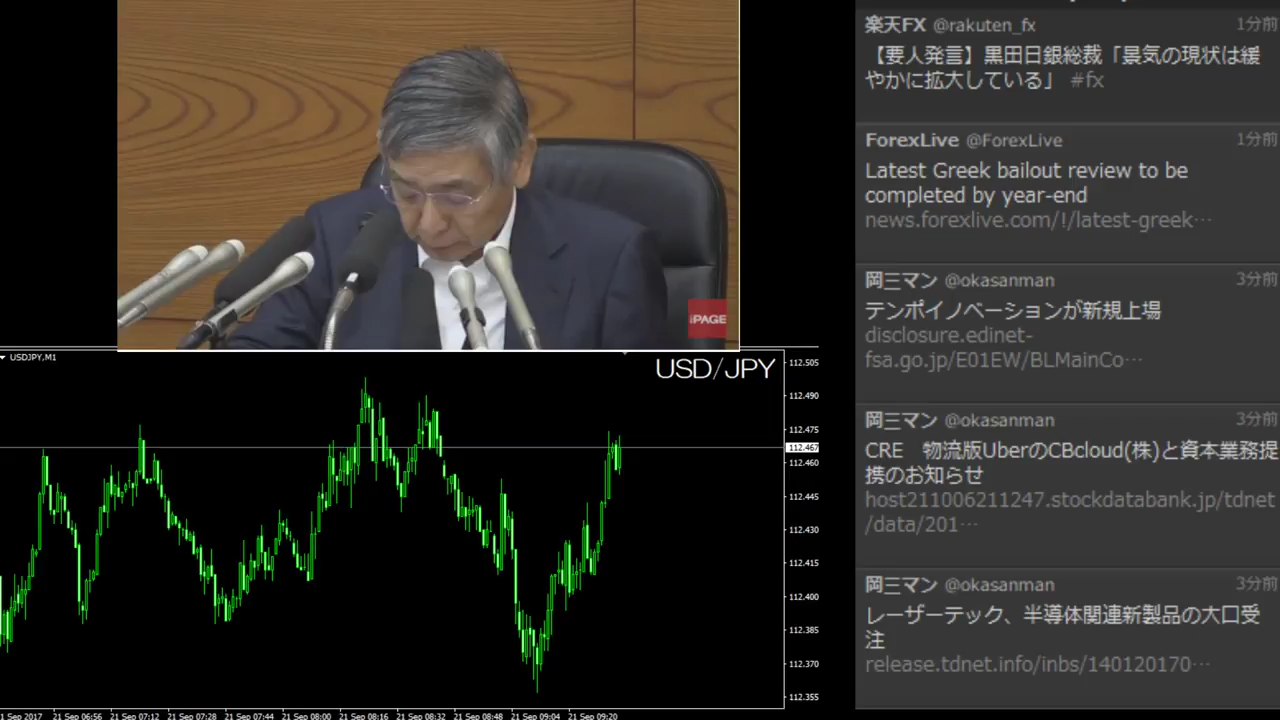 iPAGE
USDJPY,M1
USD/JPY
112.505
112.490
112.475
112.467
112.460
112.445
112.430
112.415
112.400
112.385
112.370
112.355
1 Sep 2017
21 Sep 06:56
21 Sep 07:12
21 Sep 07:28
21 Sep 07:44
21 Sep 08:00
21 Sep 08:16
21 Sep 08:32
21 Sep 08:48
21 Sep 09:04
21 Sep 09:20
楽天FX @rakuten_fx 1分前
【要人発言】黒田日銀総裁「景気の現状は緩
やかに拡大している」 #fx
ForexLive @ForexLive 1分前
Latest Greek bailout review to be
completed by year-end
news.forexlive.com/!/latest-greek…
岡三マン @okasanman 3分前
テンポイノベーションが新規上場
disclosure.edinet-
fsa.go.jp/E01EW/BLMainCo…
岡三マン @okasanman 3分前
CRE 物流版UberのCBcloud(株)と資本業務提
携のお知らせ
host211006211247.stockdatabank.jp/tdnet
/data/201…
岡三マン @okasanman 3分前
レーザーテック、半導体関連新製品の大口受
注
release.tdnet.info/inbs/140120170…